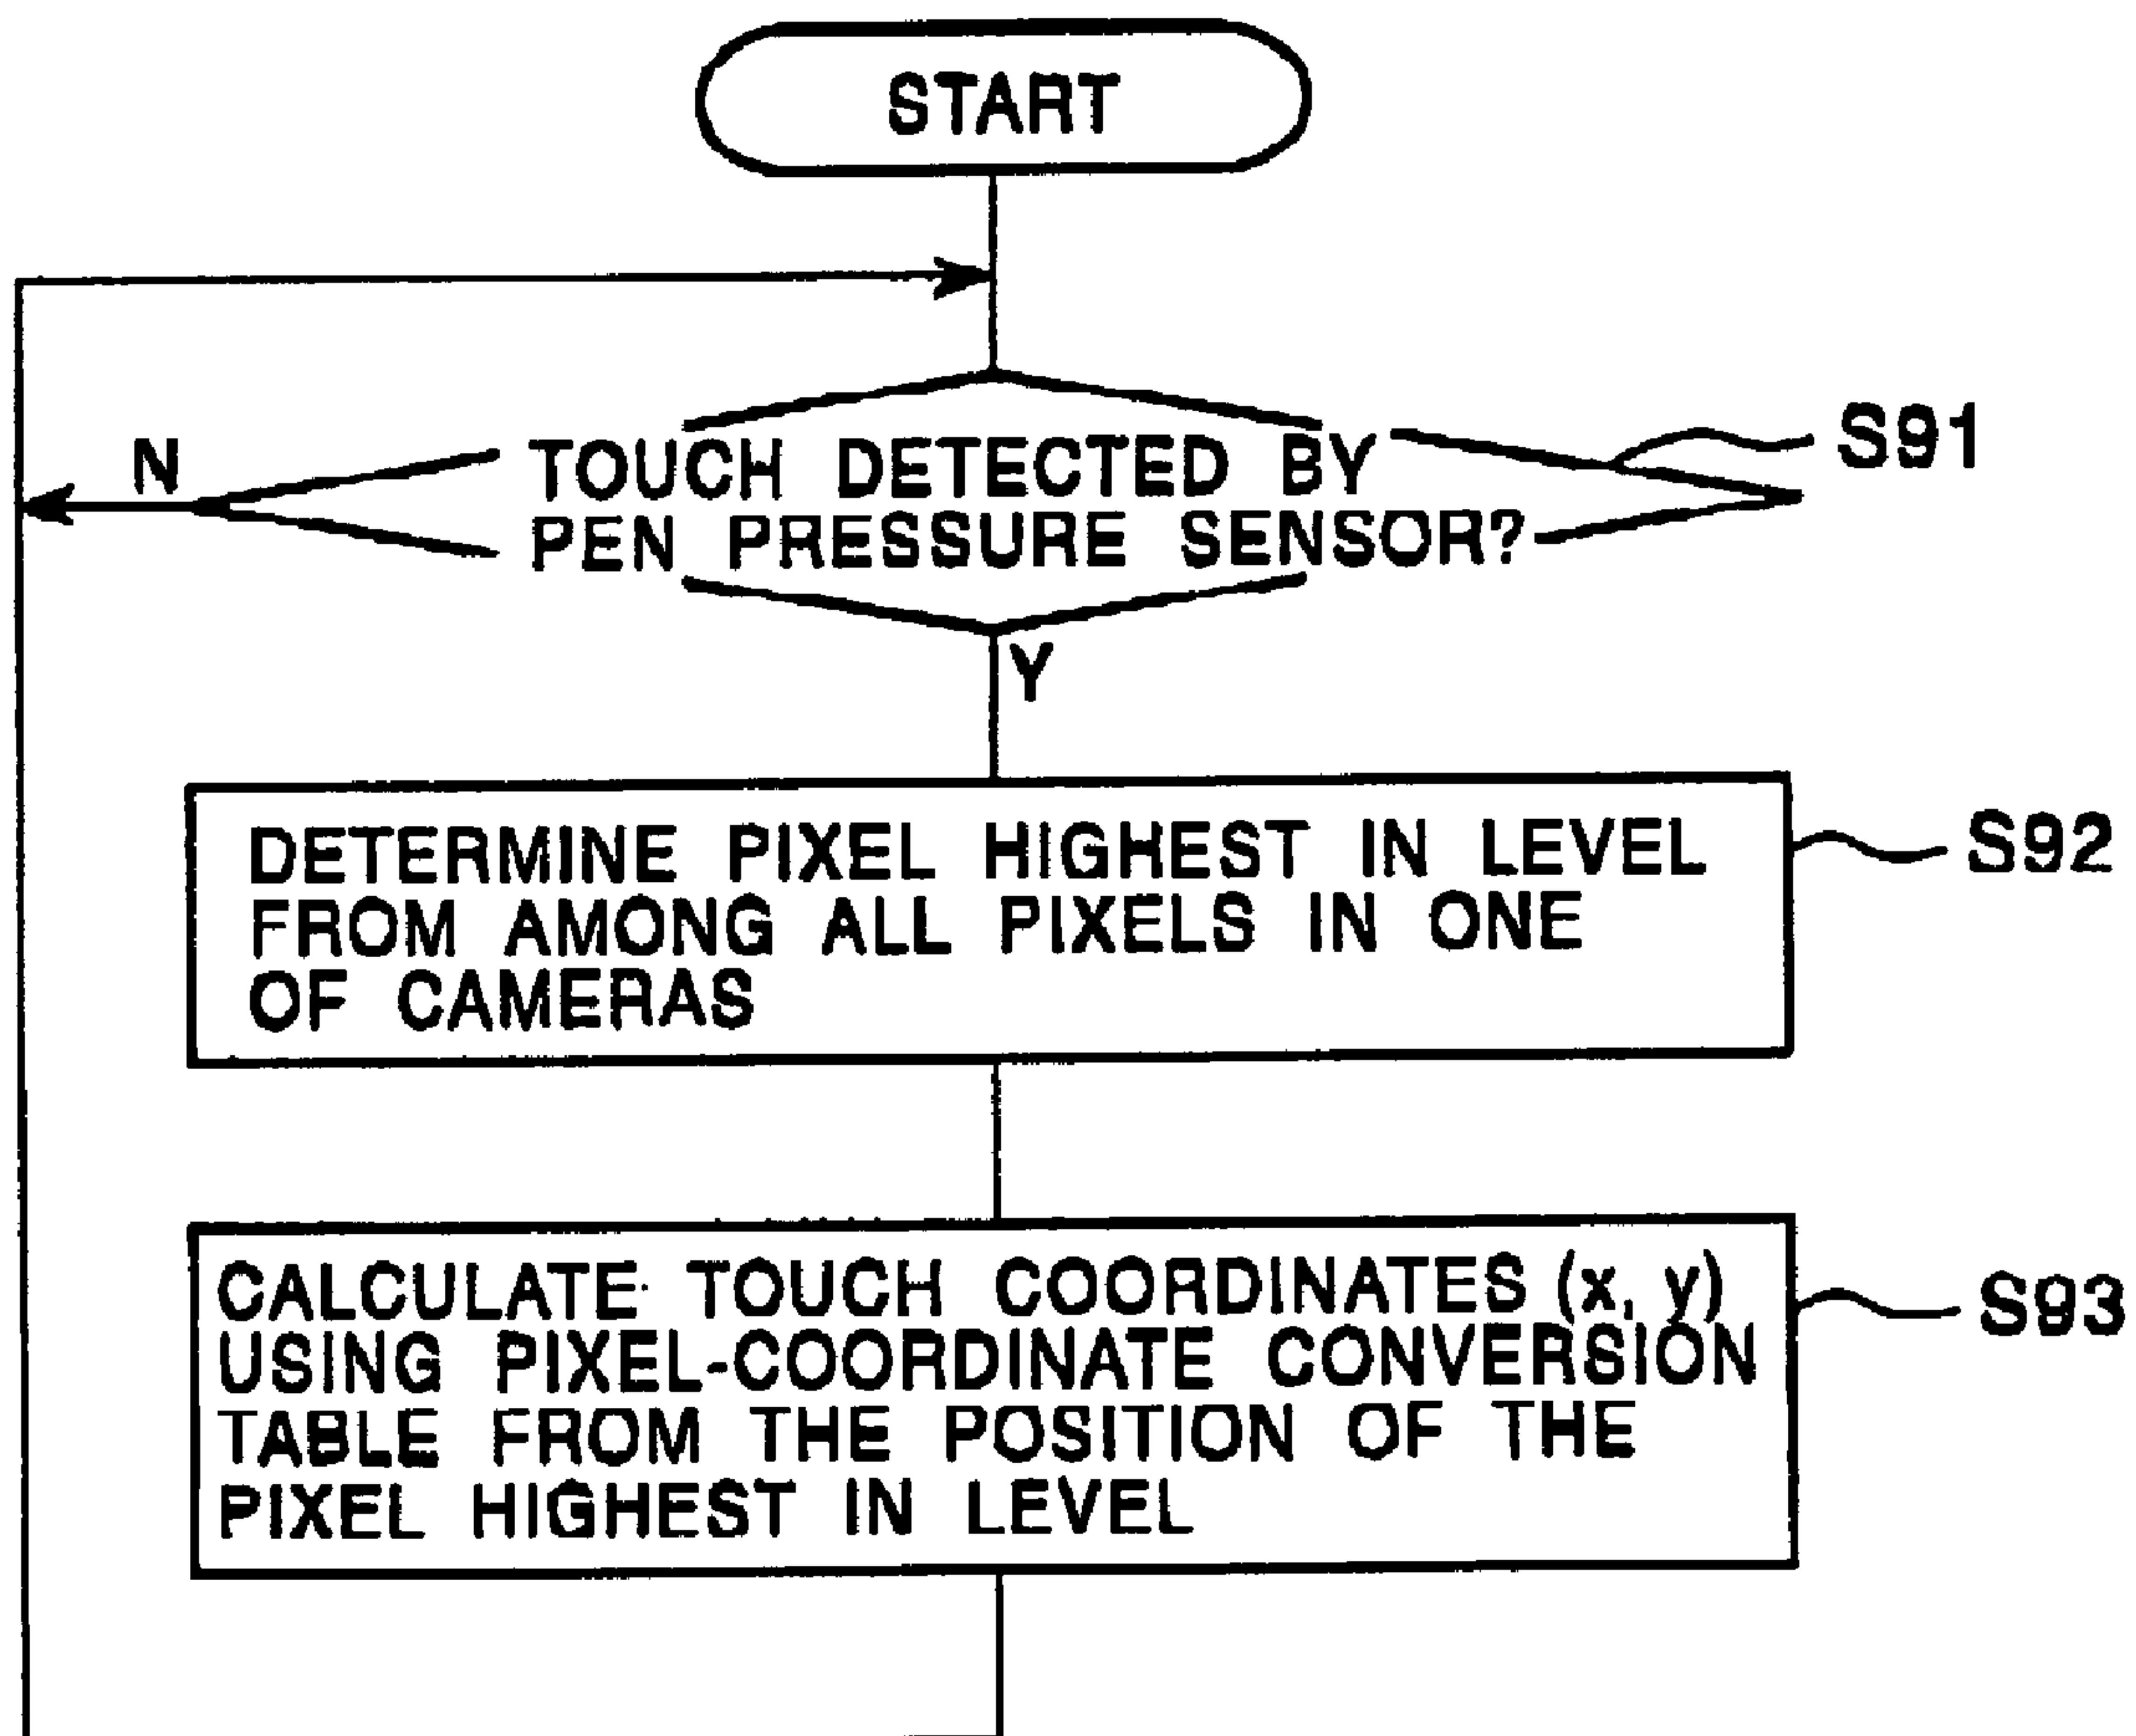 START
N
TOUCH DETECTED BY
PEN PRESSURE SENSOR?
S91
Y
DETERMINE PIXEL HIGHEST IN LEVEL
FROM AMONG ALL PIXELS IN ONE
OF CAMERAS
S92
CALCULATE TOUCH COORDINATES (x, y)
USING PIXEL-COORDINATE CONVERSION
TABLE FROM THE POSITION OF THE
PIXEL HIGHEST IN LEVEL
S93